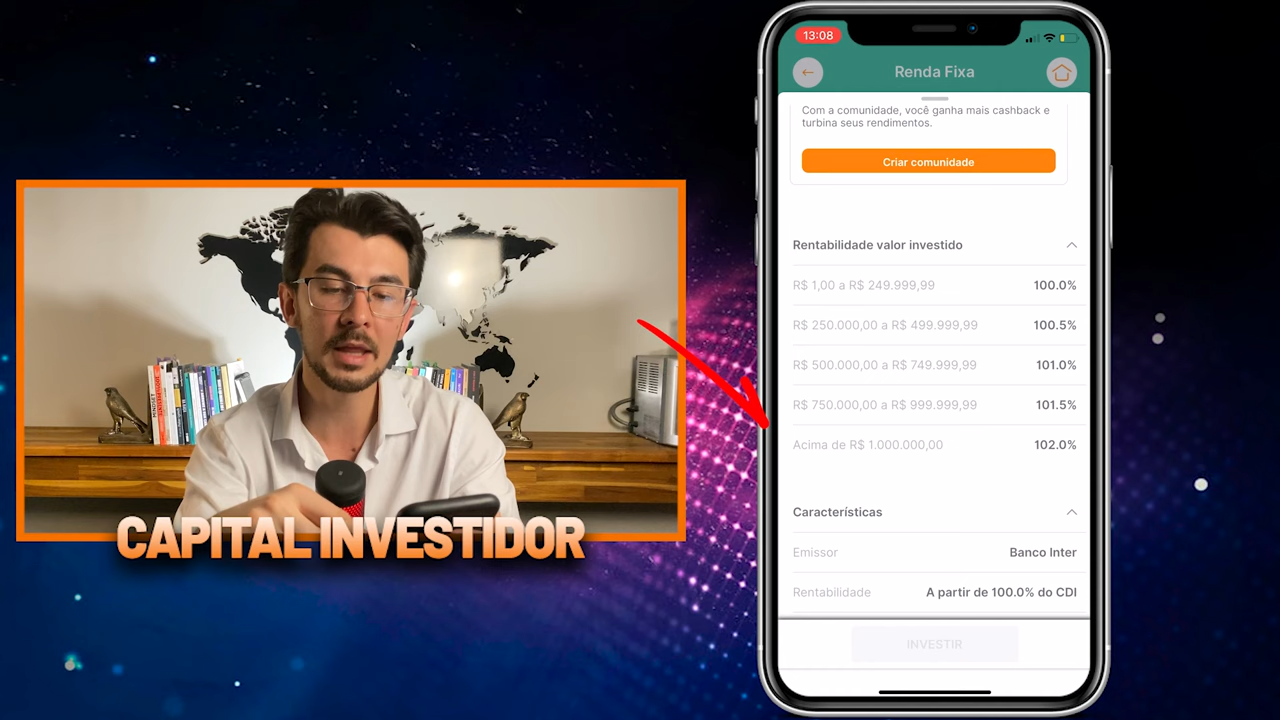 CAPITAL INVESTIDOR
13:08
Renda Fixa
Com a comunidade, você ganha mais cashback e
turbina seus rendimentos.
Criar comunidade
Rentabilidade valor investido
R$ 1,00 a R$ 249.999,99 100.0%
R$ 250.000,00 a R$ 499.999,99 100.5%
R$ 500.000,00 a R$ 749.999,99 101.0%
R$ 750.000,00 a R$ 999.999,99 101.5%
Acima de R$ 1.000.000,00 102.0%
Características
Emissor Banco Inter
Rentabilidade A partir de 100.0% do CDI
INVESTIR